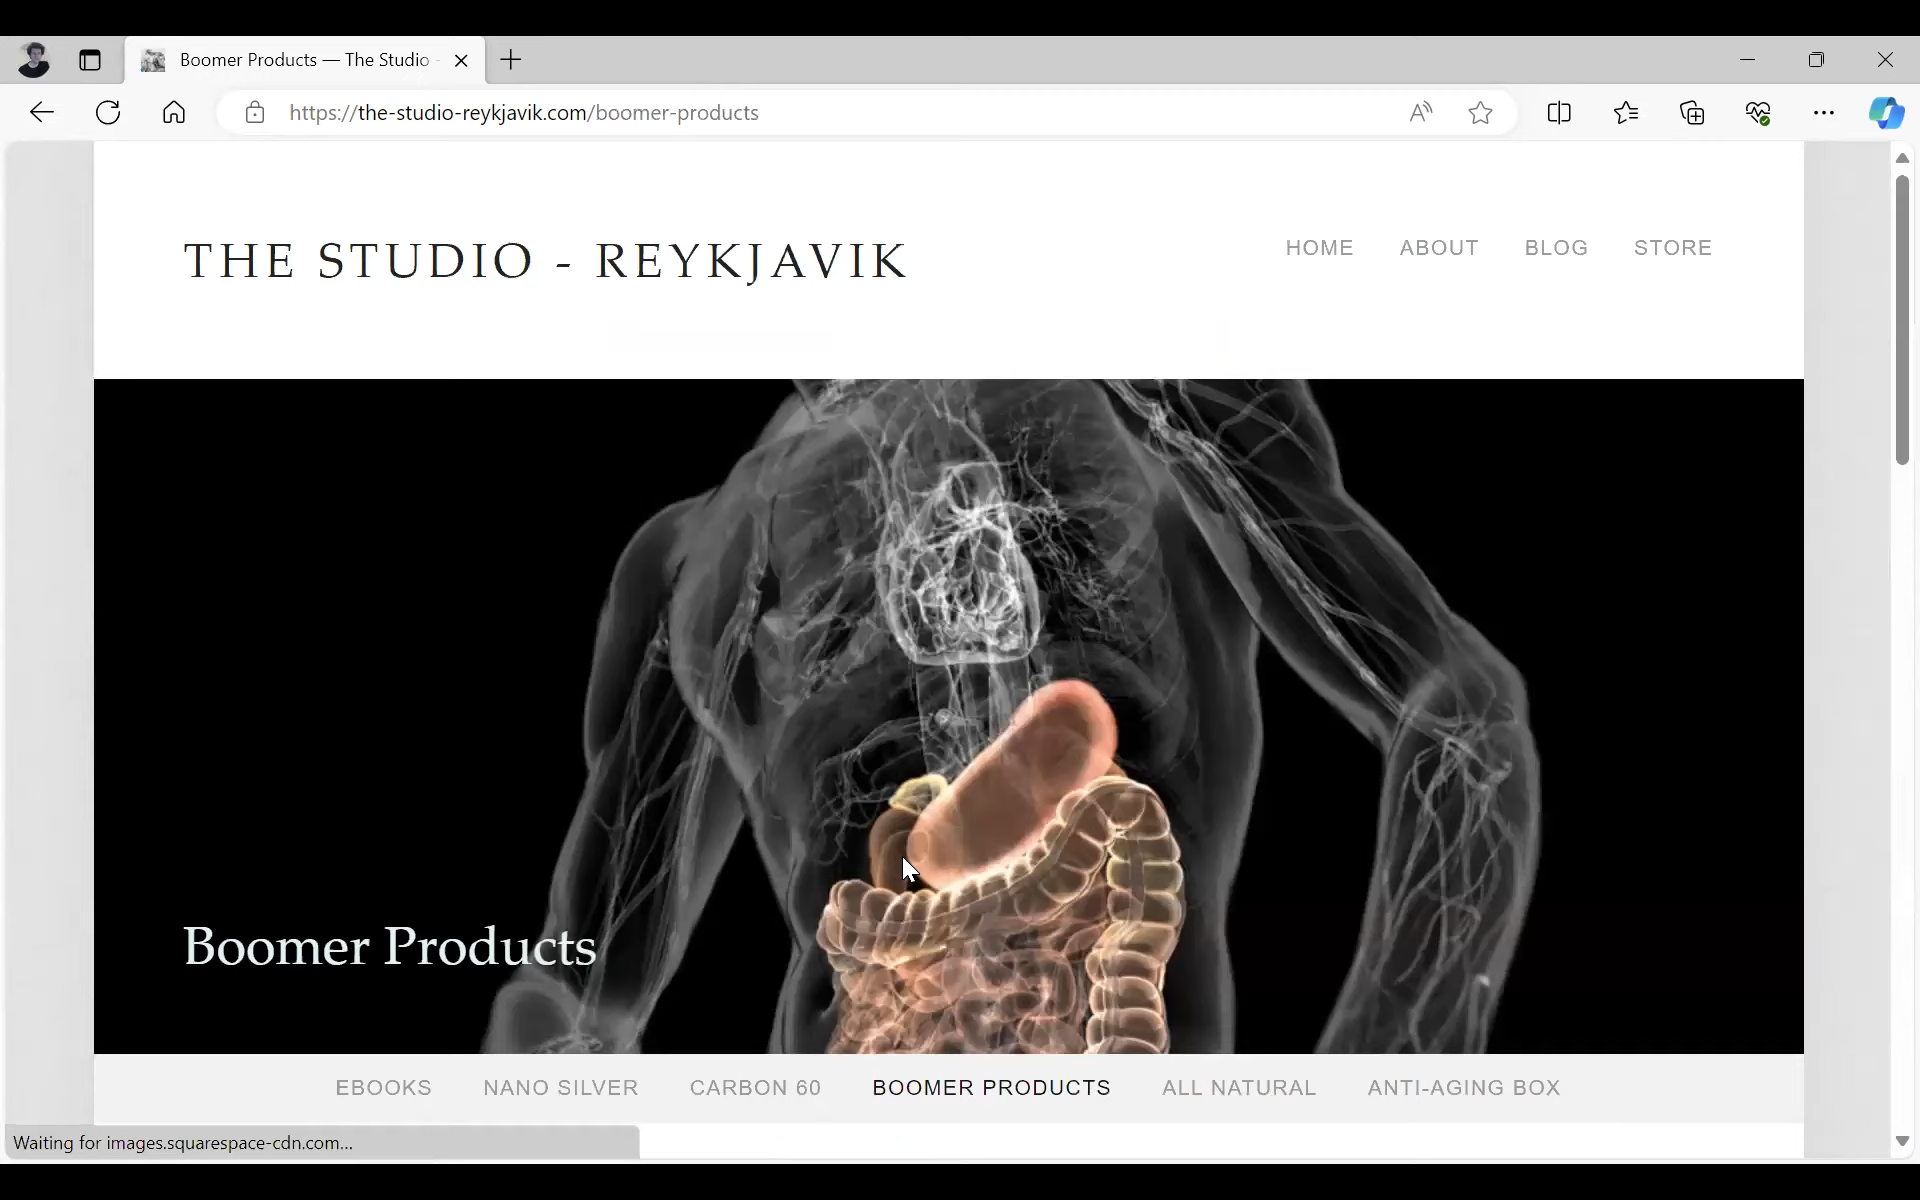 Boomer Products — The Studio -
https://the-studio-reykjavik.com/boomer-products
THE STUDIO - REYKJAVIK
HOME ABOUT BLOG STORE
Boomer Products
EBOOKS NANO SILVER CARBON 60 BOOMER PRODUCTS ALL NATURAL ANTI-AGING BOX
Waiting for images.squarespace-cdn.com...